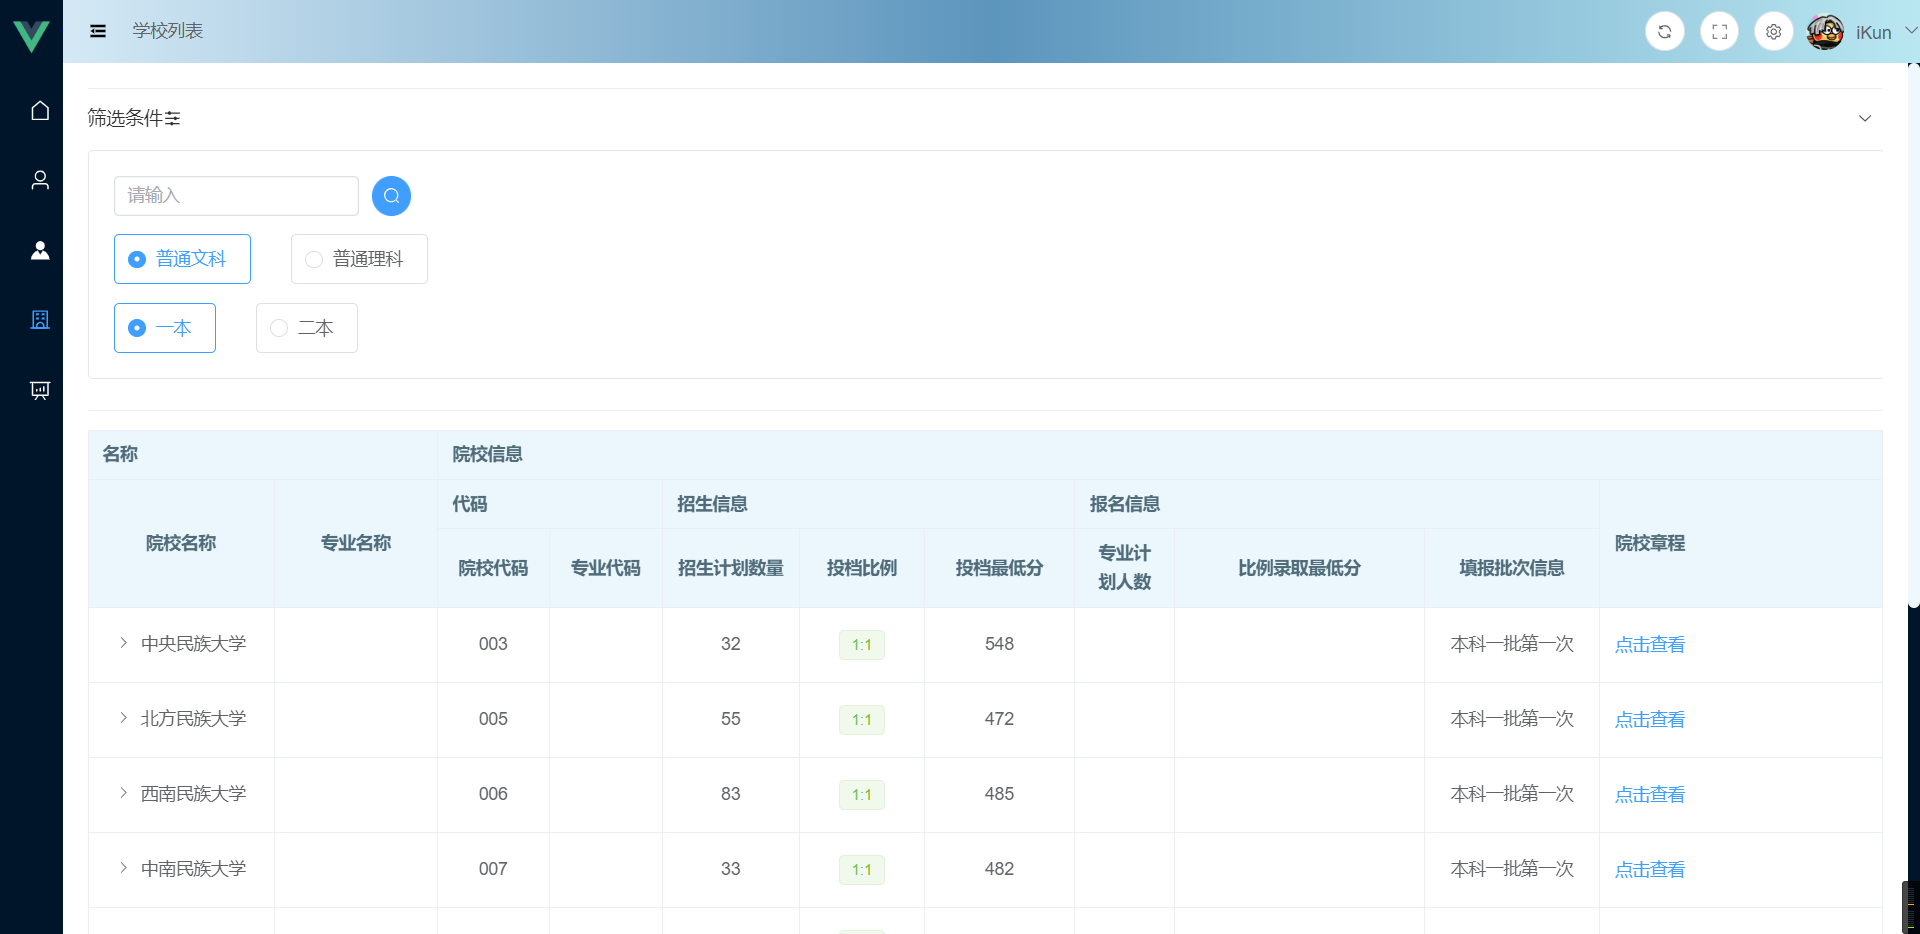 学校列表
iKun
筛选条件
请输入
普通文科 普通理科
一本 二本
名称 院校信息
代码 招生信息 报名信息
院校名称 专业名称 院校章程
院校代码 专业代码 招生计划数量 投档比例 投档最低分 专业计 比例录取最低分 填报批次信息
划人数
中央民族大学 003 32 1:1 548 本科一批第一次 点击查看
北方民族大学 005 55 1:1 472 本科一批第一次 点击查看
西南民族大学 006 83 1:1 485 本科一批第一次 点击查看
中南民族大学 007 33 1:1 482 本科一批第一次 点击查看